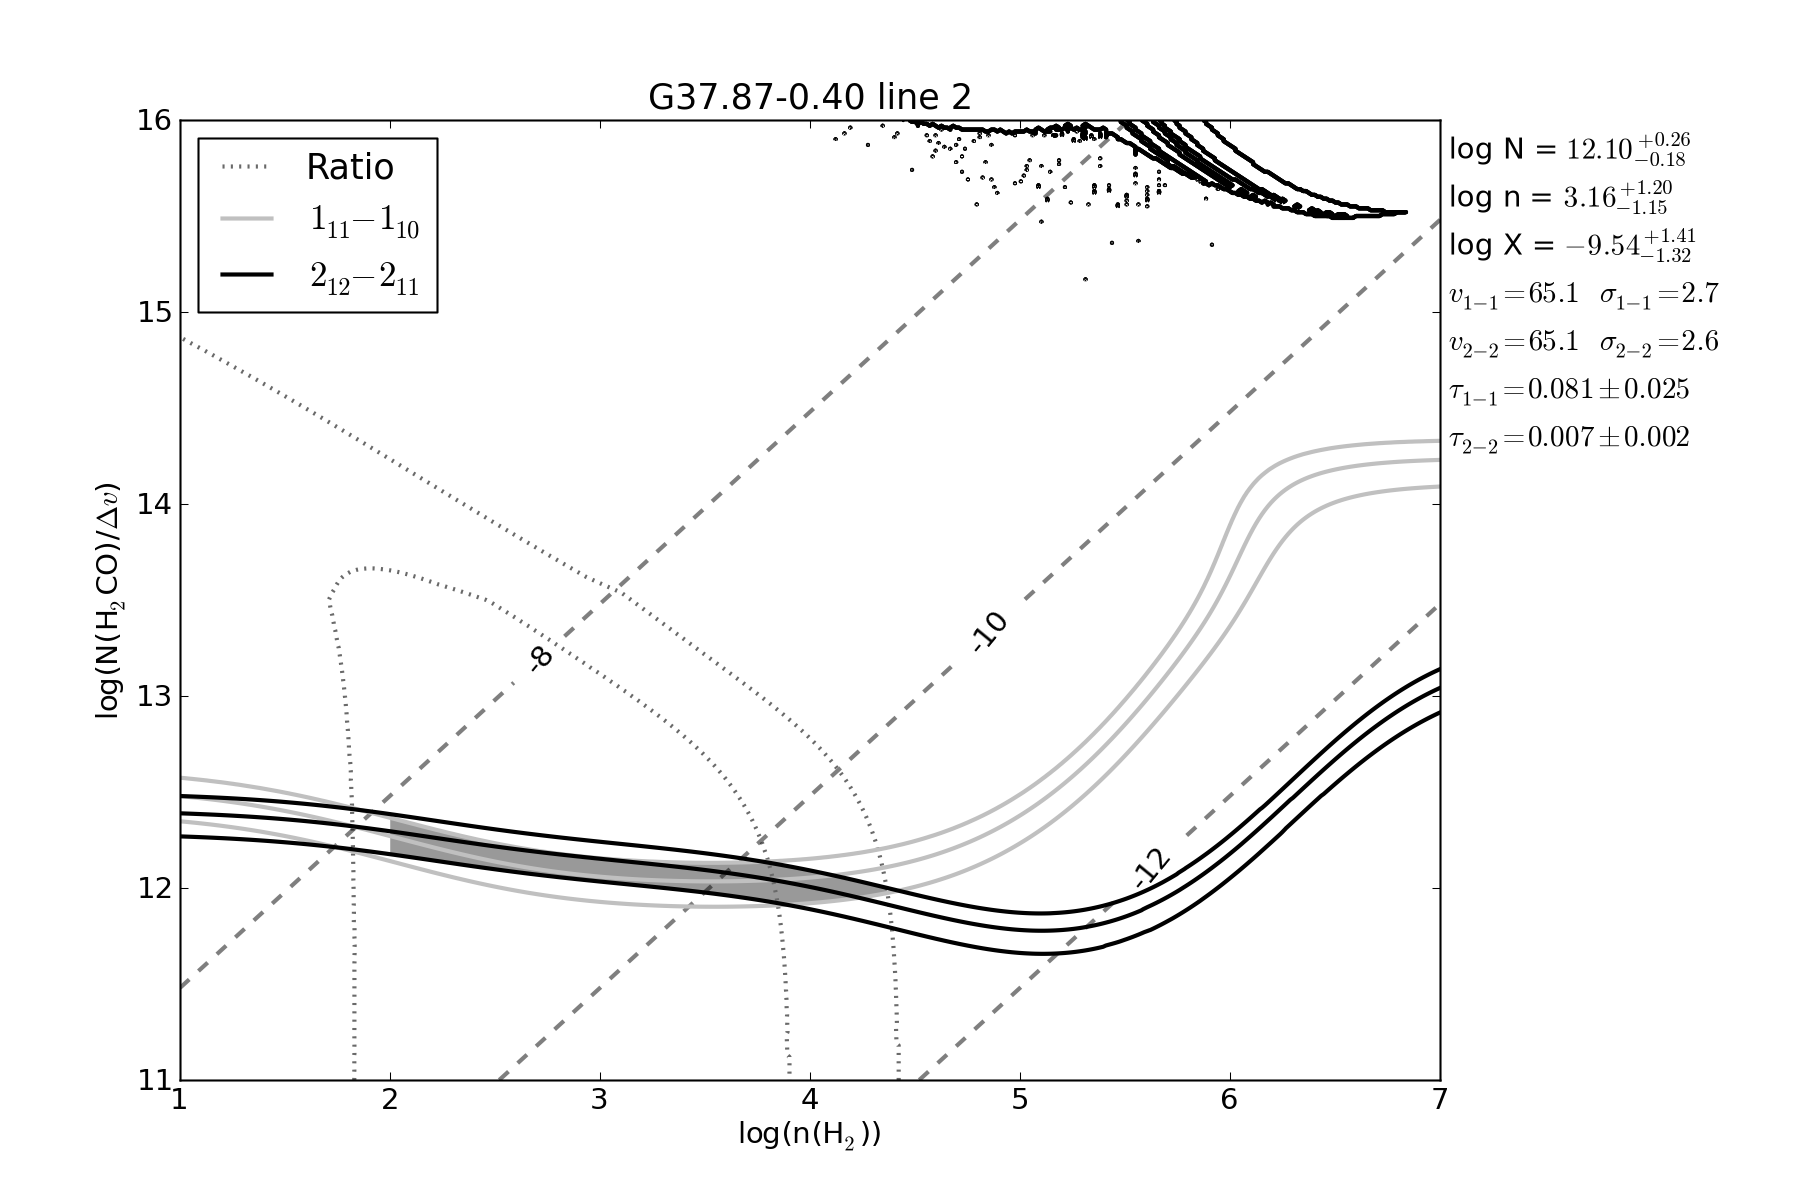 G37.87-0.40 line 2
16
15
14
13
12
11
log(N(H₂CO)/Δv)
Ratio
1₁₁−1₁₀
2₁₂−2₁₁
-8
-10
-12
1 2 3 4 5 6 7
log(n(H₂))
log N = 12.10 +0.26 −0.18
log n = 3.16 +1.20 −1.15
log X = −9.54 +1.41 −1.32
v₁₋₁=65.1 σ₁₋₁=2.7
v₂₋₂=65.1 σ₂₋₂=2.6
τ₁₋₁=0.081±0.025
τ₂₋₂=0.007±0.002